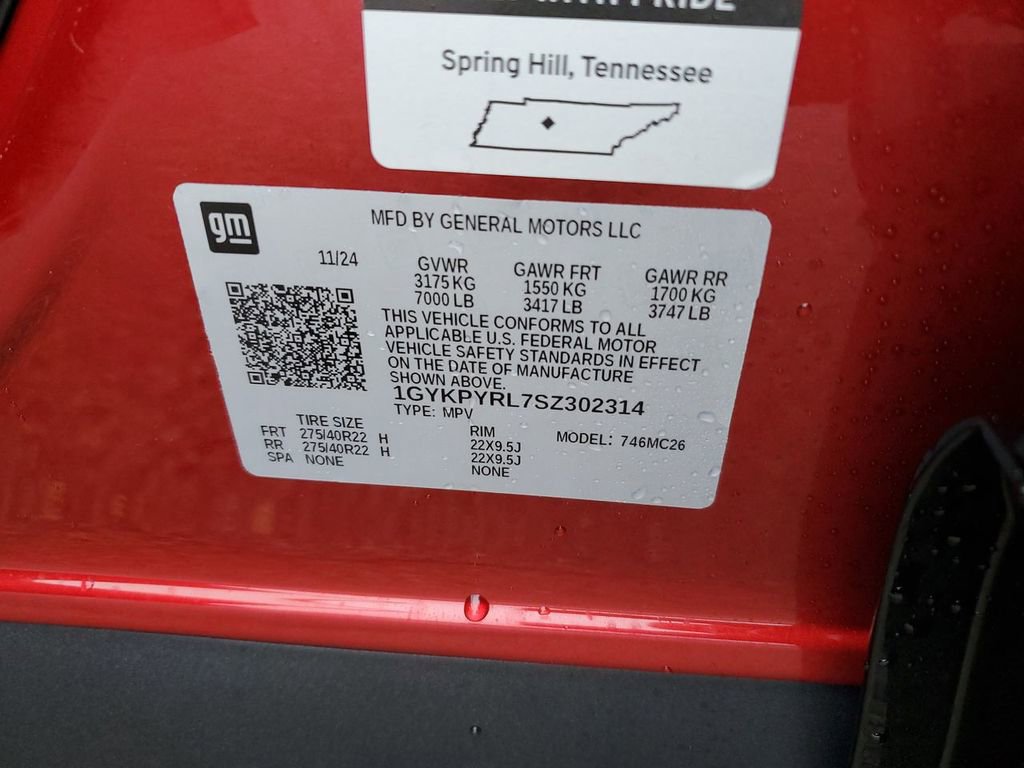 PRIDE
Spring Hill, Tennessee
gm
MFD BY GENERAL MOTORS LLC
11/24
GVWR GAWR FRT GAWR RR
3175 KG 1550 KG 1700 KG
7000 LB 3417 LB 3747 LB
THIS VEHICLE CONFORMS TO ALL
APPLICABLE U.S. FEDERAL MOTOR
VEHICLE SAFETY STANDARDS IN EFFECT
ON THE DATE OF MANUFACTURE
SHOWN ABOVE.
1GYKPYRL7SZ302314
TYPE: MPV
TIRE SIZE RIM
FRT 275/40R22 H 22X9.5J MODEL: 746MC26
RR 275/40R22 H 22X9.5J
SPA NONE NONE